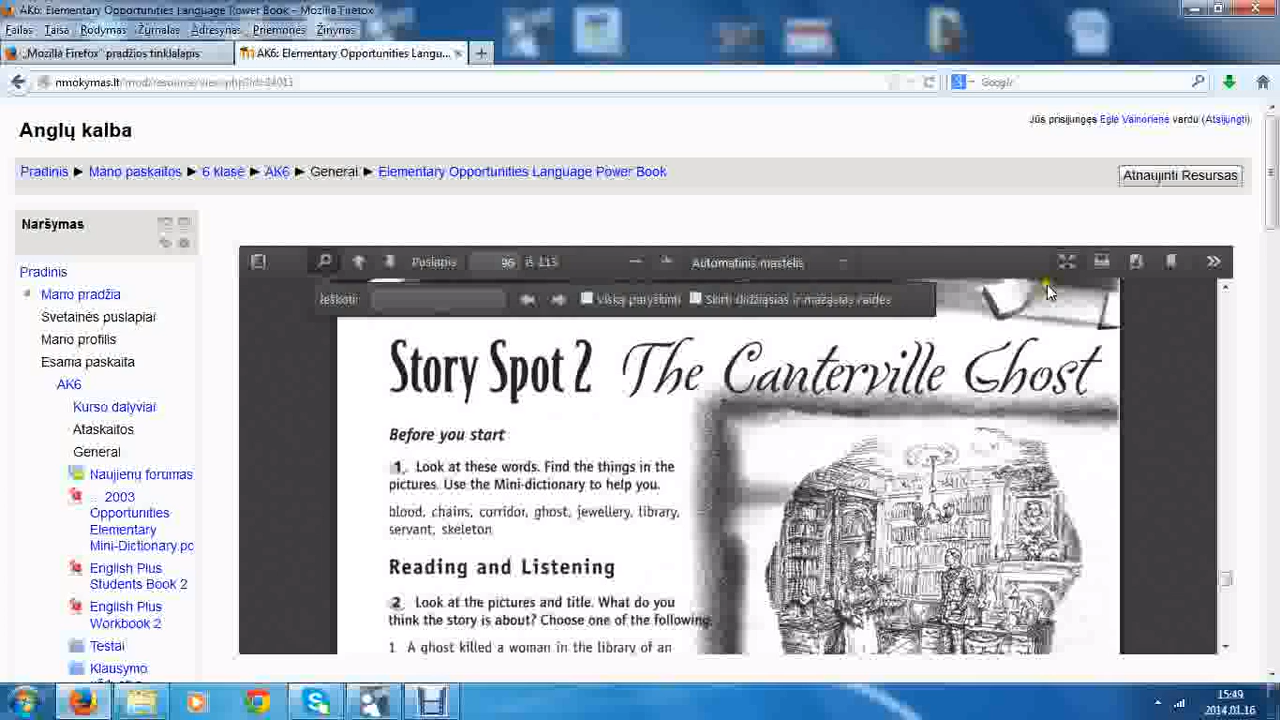 AK6: Elementary Opportunities Language Power Book – Mozilla Firefox
Failas Taisa Rodymas Žurnalas Adresynas Priemonės Žinynas
„Mozilla Firefox“ pradžios tinklalapis
AK6: Elementary Opportunities Langu...
Google
Anglų kalba
Jūs prisijungęs Eglė Vainorienė vardu (Atsijungti)
Pradinis ► Mano paskaitos ► 6 klasė ► AK6 ► General ► Elementary Opportunities Language Power Book
Atnaujinti Resursas
Naršymas
Pradinis
Mano pradžia
Svetainės puslapiai
Mano profilis
Esama paskaita
AK6
Kurso dalyviai
Ataskaitos
General
Naujienų forumas
2003
Opportunities
Elementary
Mini-Dictionary.pc
English Plus
Students Book 2
English Plus
Workbook 2
Testai
Klausymo
Puslapis 96 iš 113
Automatinis mastelis
Ieškoti:
Viską paryškinti
Skirti didžiąsias ir mažąsias raides
Story Spot 2 The Canterville Ghost
Before you start
1 Look at these words. Find the things in the
pictures. Use the Mini-dictionary to help you.
blood, chains, corridor, ghost, jewellery, library,
servant, skeleton
Reading and Listening
2 Look at the pictures and title. What do you
think the story is about? Choose one of the following.
1 A ghost killed a woman in the library of an
15:49
2014.01.16